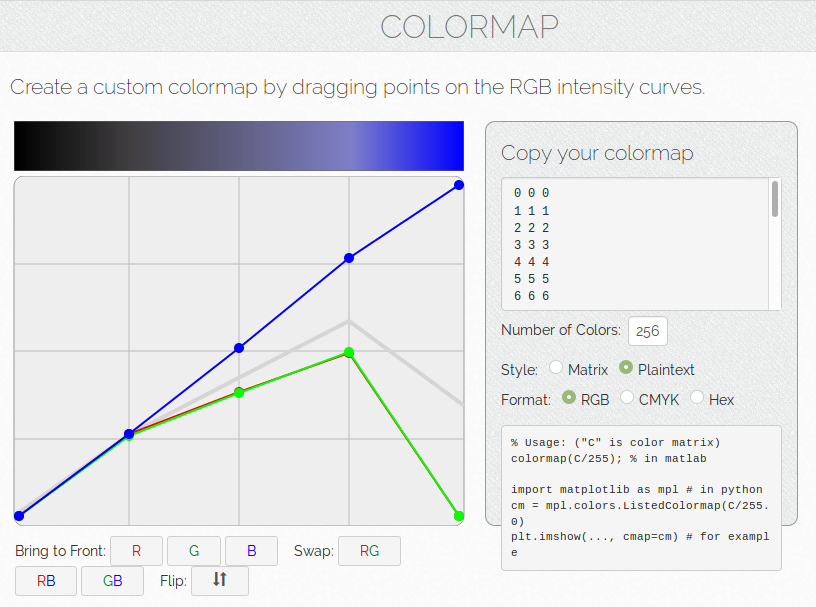 COLORMAP
Create a custom colormap by dragging points on the RGB intensity curves.
Copy your colormap
0 0 0
1 1 1
2 2 2
3 3 3
4 4 4
5 5 5
6 6 6
Number of Colors: 256
Style: Matrix Plaintext
Format: RGB CMYK Hex
% Usage: ("C" is color matrix)
colormap(C/255); % in matlab
import matplotlib as mpl # in python
cm = mpl.colors.ListedColormap(C/255.
0)
plt.imshow(..., cmap=cm) # for exampl
e
Bring to Front: R G B Swap: RG
RB GB Flip: